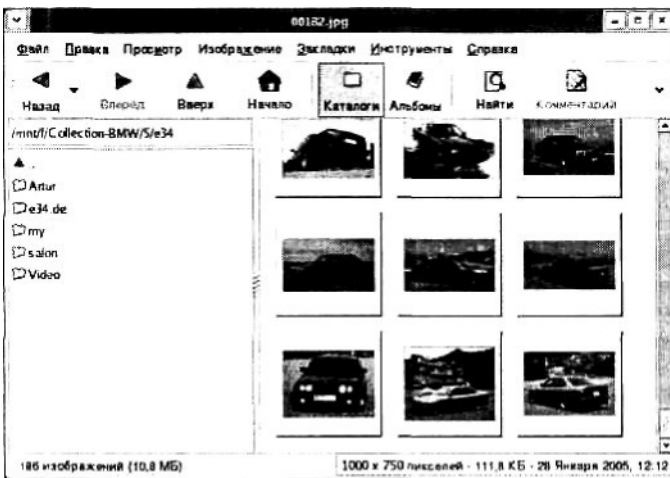 00182.jpg
Файл Правка Просмотр Изображение Закладки Инструменты Справка
Назад Вперёд Вверх Начало Каталоги Альбомы Найти Комментарий
/mnt/f/Collection-BMW/5/e34
..
Artur
e34.de
my
salon
Video
186 изображений (10,8 МБ)
1000 x 750 пикселей - 111,8 КБ - 28 Января 2005, 12:12